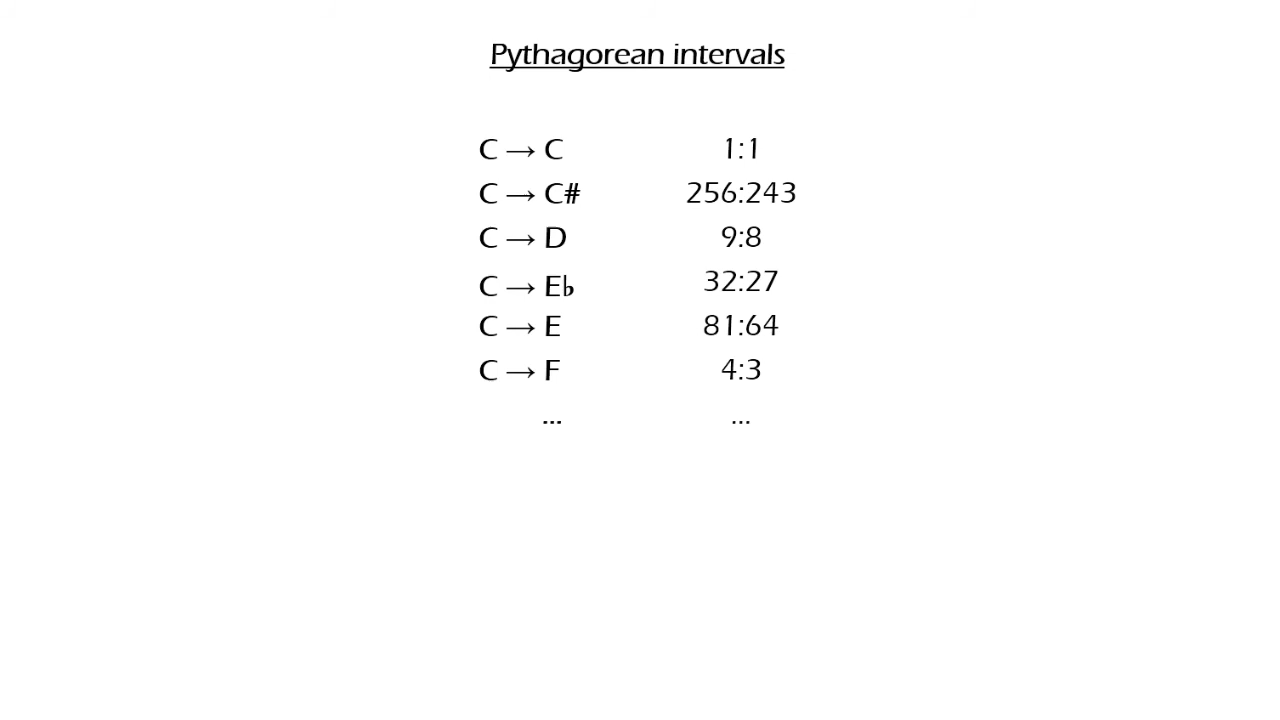 Pythagorean intervals
C → C 1:1
C → C# 256:243
C → D 9:8
C → E♭ 32:27
C → E 81:64
C → F 4:3
... ...